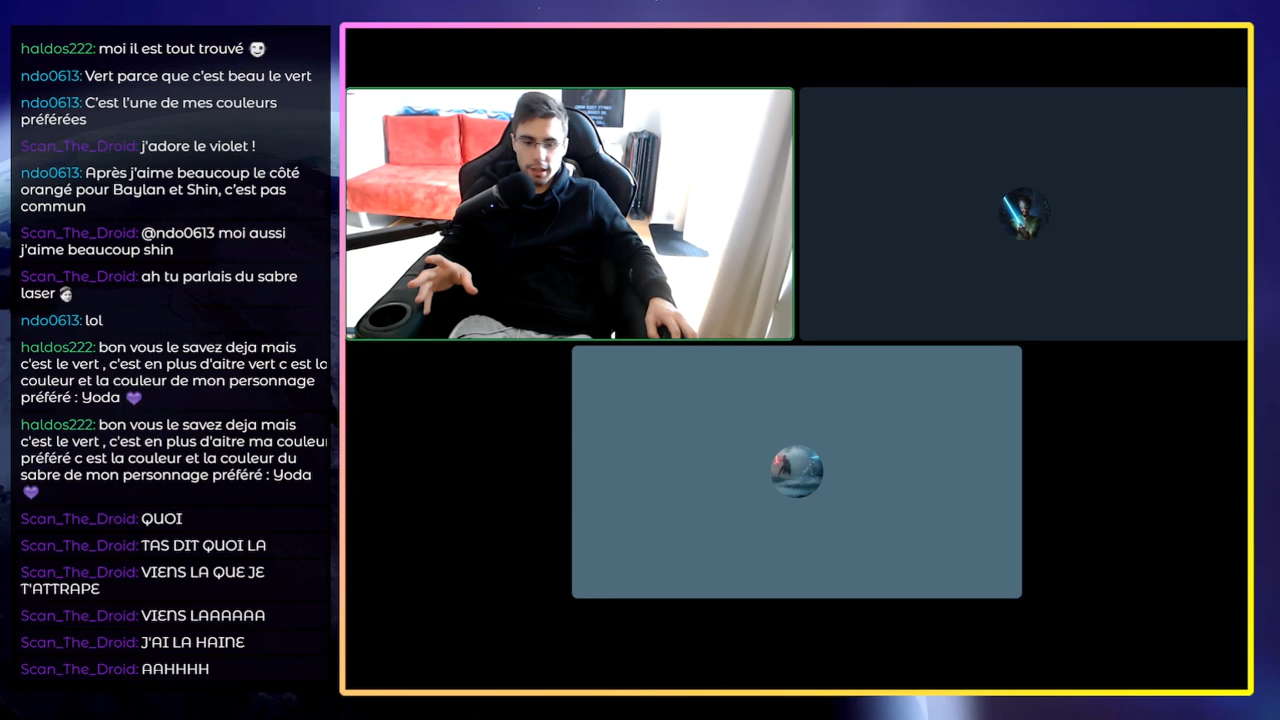 haldos222: moi il est tout trouvé
ndo0613: Vert parce que c'est beau le vert
ndo0613: C'est l'une de mes couleurs
préférées
Scan_The_Droid: j'adore le violet !
ndo0613: Après j'aime beaucoup le côté
orangé pour Baylan et Shin, c'est pas
commun
Scan_The_Droid: @ndo0613 moi aussi
j'aime beaucoup shin
Scan_The_Droid: ah tu parlais du sabre
laser
ndo0613: lol
haldos222: bon vous le savez deja mais
c'est le vert , c'est en plus d'aitre vert c est la
couleur et la couleur de mon personnage
préféré : Yoda 💜
haldos222: bon vous le savez deja mais
c'est le vert , c'est en plus d'aitre ma couleur
préféré c est la couleur et la couleur du
sabre de mon personnage préféré : Yoda
💜
Scan_The_Droid: QUOI
Scan_The_Droid: TAS DIT QUOI LA
Scan_The_Droid: VIENS LA QUE JE
T'ATTRAPE
Scan_The_Droid: VIENS LAAAAAA
Scan_The_Droid: J'AI LA HAINE
Scan_The_Droid: AAHHHH